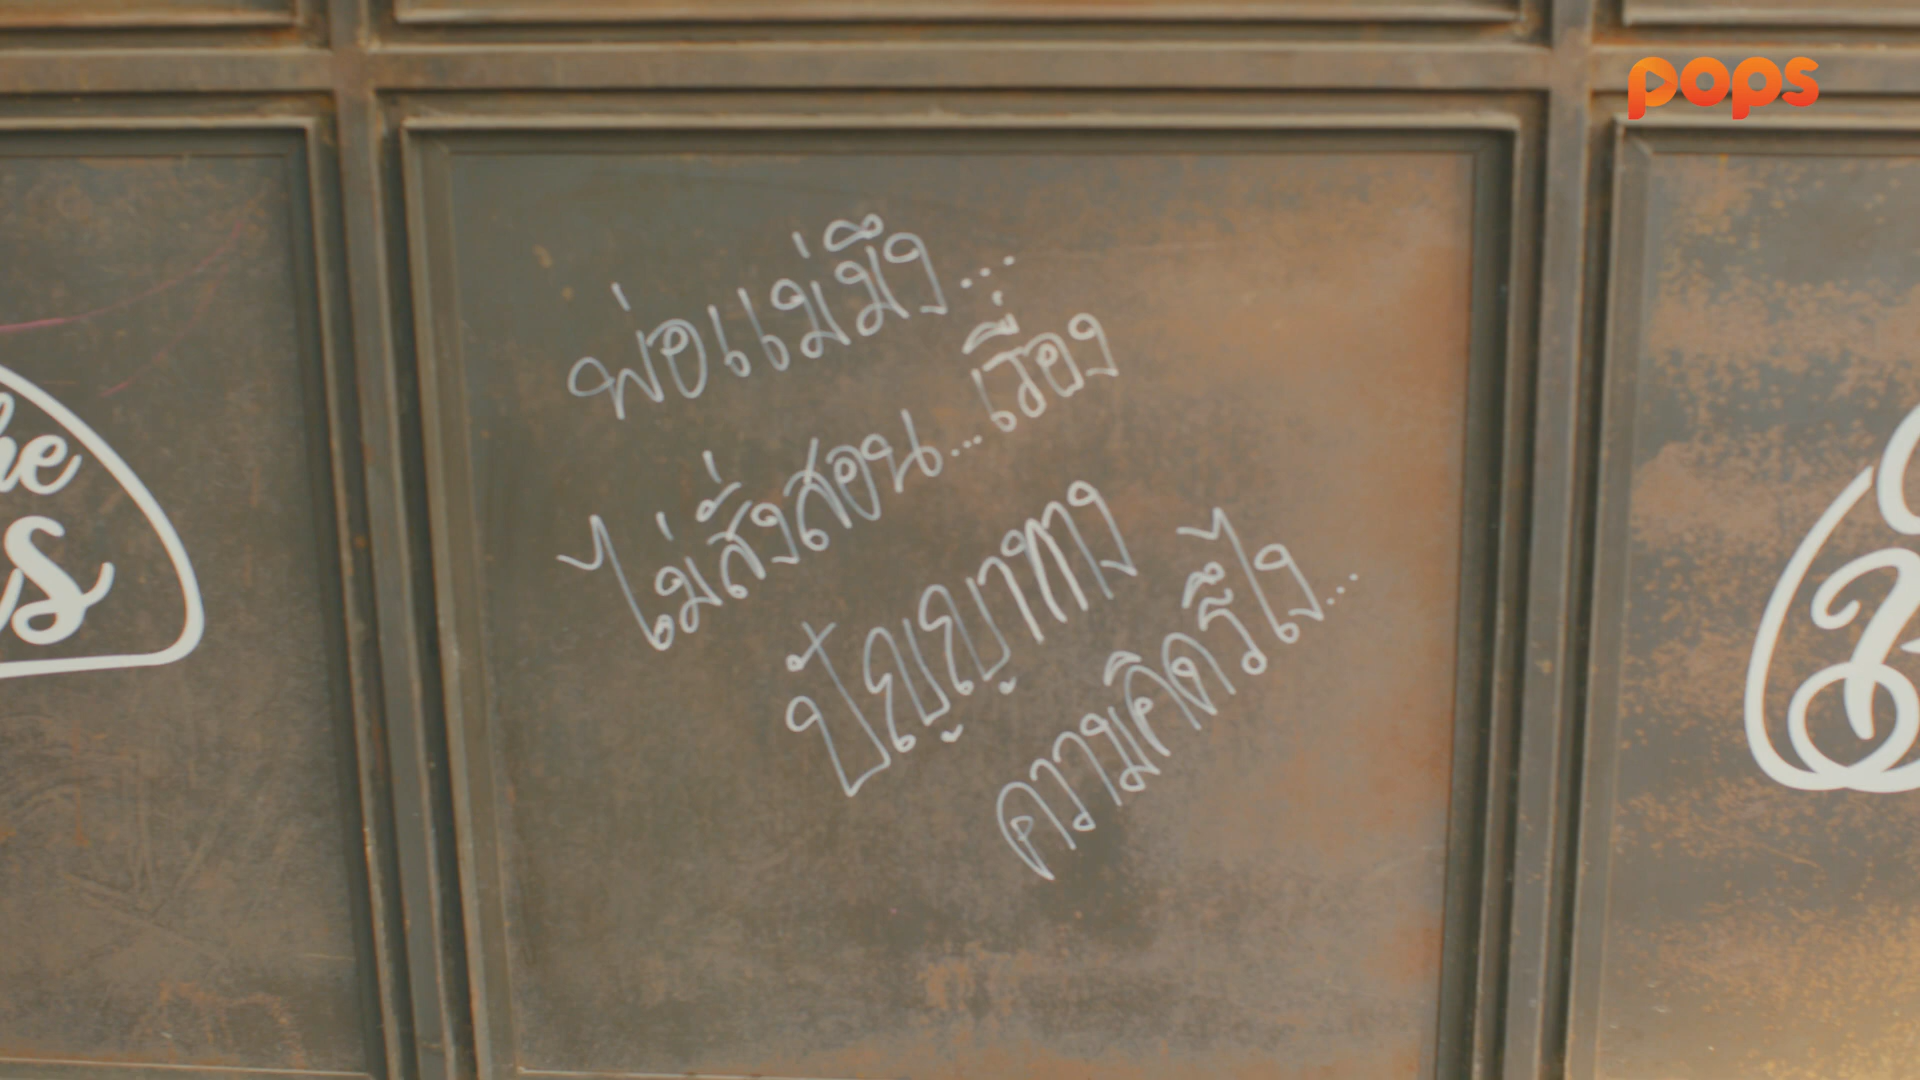 pops
พ่อแม่มึง...
ไม่สั่งสอน...เรื่อง
ปัญญาทาง
ความคิดรึไง...
he
s